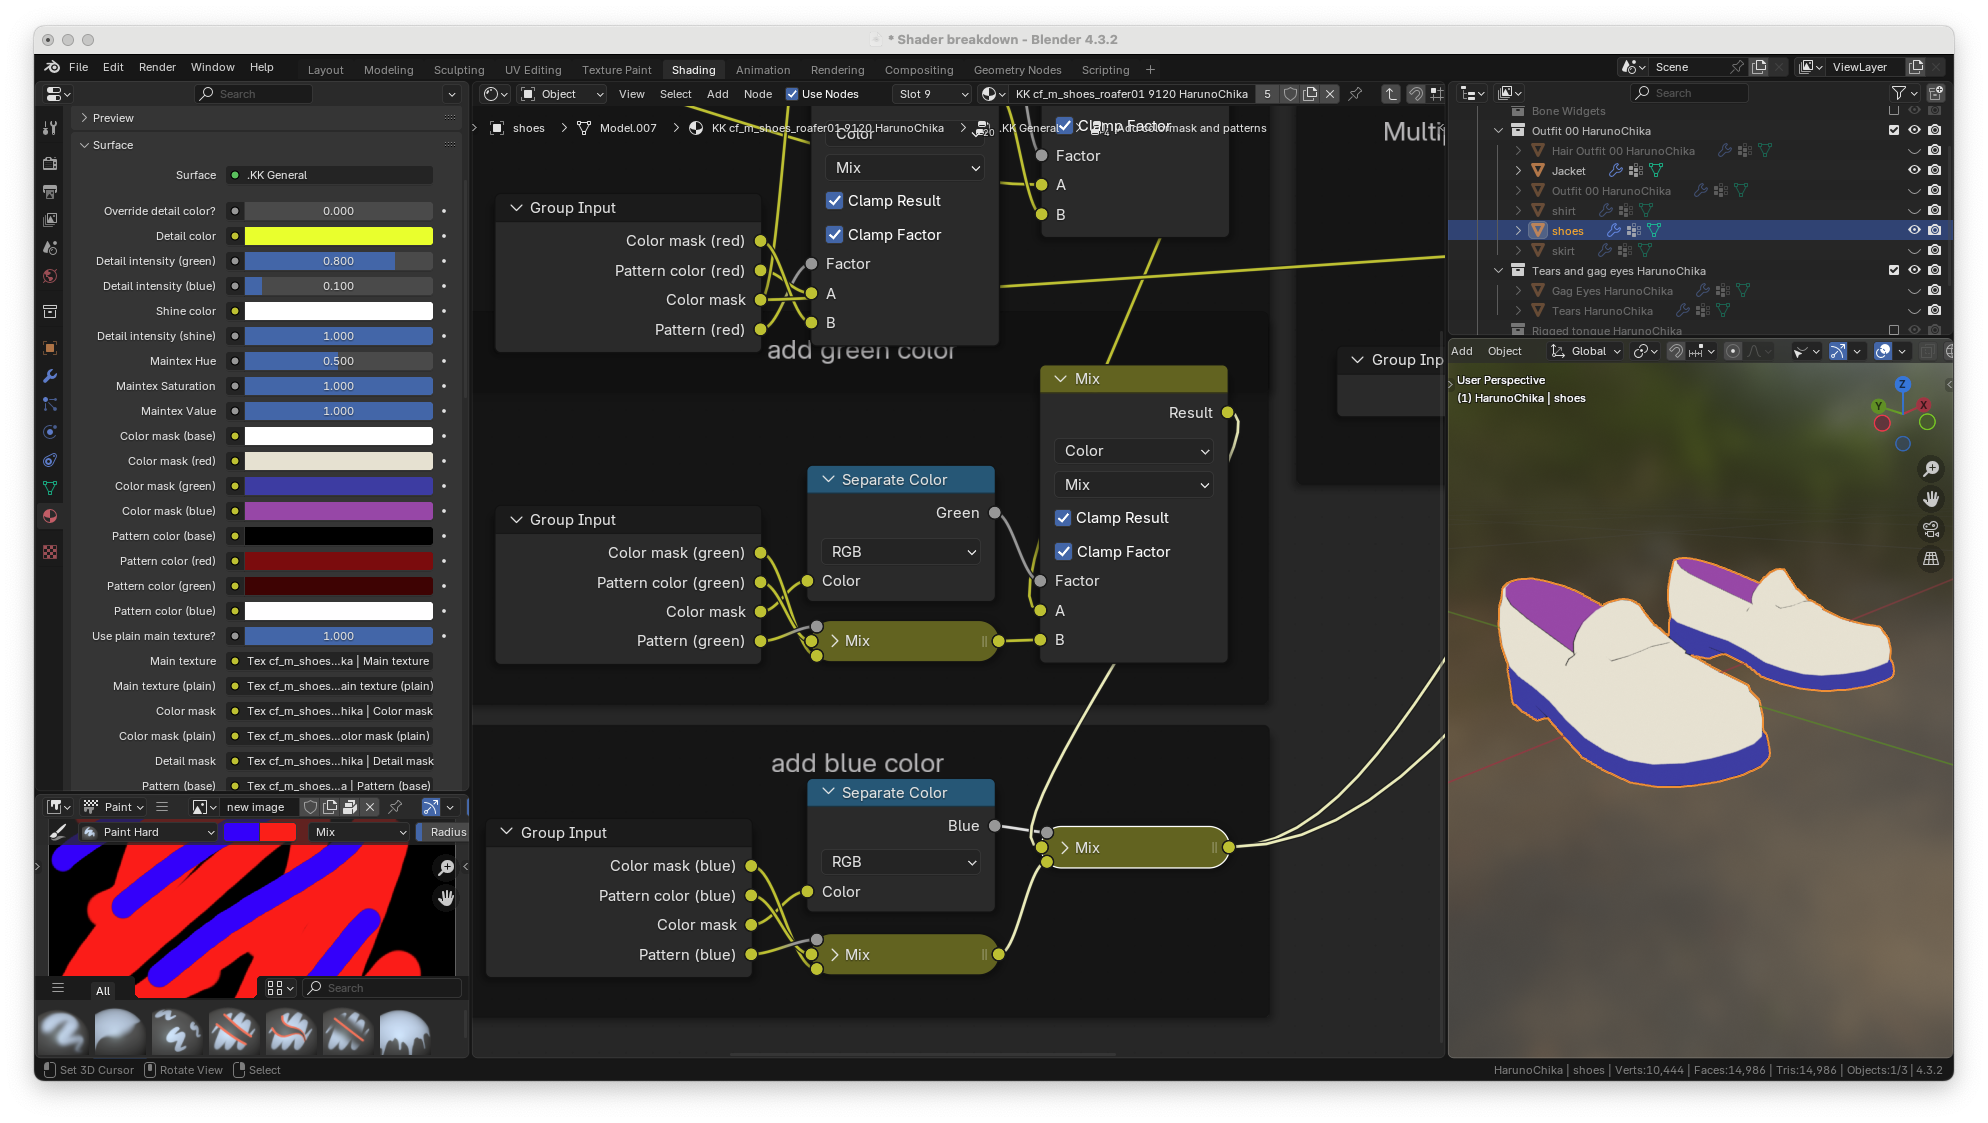 * Shader breakdown - Blender 4.3.2
File Edit Render Window Help
Layout Modeling Sculpting UV Editing Texture Paint Shading Animation Rendering Compositing Geometry Nodes Scripting +
Scene
ViewLayer
Search
Object View Select Add Node Use Nodes Slot 9 KK cf_m_shoes_roafer01 9120 HarunoChika 5
Search
Preview
Surface
Surface .KK General
Override detail color? 0.000
Detail color
Detail intensity (green) 0.800
Detail intensity (blue) 0.100
Shine color
Detail intensity (shine) 1.000
Maintex Hue 0.500
Maintex Saturation 1.000
Maintex Value 1.000
Color mask (base)
Color mask (red)
Color mask (green)
Color mask (blue)
Pattern color (base)
Pattern color (red)
Pattern color (green)
Pattern color (blue)
Use plain main texture? 1.000
Main texture Tex cf_m_shoes...ka | Main texture
Main texture (plain) Tex cf_m_shoes...ain texture (plain)
Color mask Tex cf_m_shoes...hika | Color mask
Color mask (plain) Tex cf_m_shoes...olor mask (plain)
Detail mask Tex cf_m_shoes...hika | Detail mask
Pattern (base) Tex cf_m_shoes...a | Pattern (base)
Paint new image
Paint Hard Mix Radius
All Search
shoes Model.007 KK cf_m_shoes_roafer01 9120 HarunoChika .KK General Add colormask and patterns
Color
Mix
Clamp Result
Clamp Factor
Factor
A
B
Clamp Factor
Factor
A
B
Group Input
Color mask (red)
Pattern color (red)
Color mask
Pattern (red)
add green color
Mix
Result
Color
Mix
Clamp Result
Clamp Factor
Factor
A
B
Separate Color
Green
RGB
Color
Group Input
Color mask (green)
Pattern color (green)
Color mask
Pattern (green)
Mix
add blue color
Separate Color
Blue
RGB
Color
Group Input
Color mask (blue)
Pattern color (blue)
Color mask
Pattern (blue)
Mix
Mix
Multi
Group Inp
Bone Widgets
Outfit 00 HarunoChika
Hair Outfit 00 HarunoChika
Jacket
Outfit 00 HarunoChika
shirt
shoes
skirt
Tears and gag eyes HarunoChika
Gag Eyes HarunoChika
Tears HarunoChika
Rigged tongue HarunoChika
Add Object Global
User Perspective
(1) HarunoChika | shoes
Z
Y
X
Set 3D Cursor Rotate View Select
HarunoChika | shoes | Verts:10,444 | Faces:14,986 | Tris:14,986 | Objects:1/3 | 4.3.2